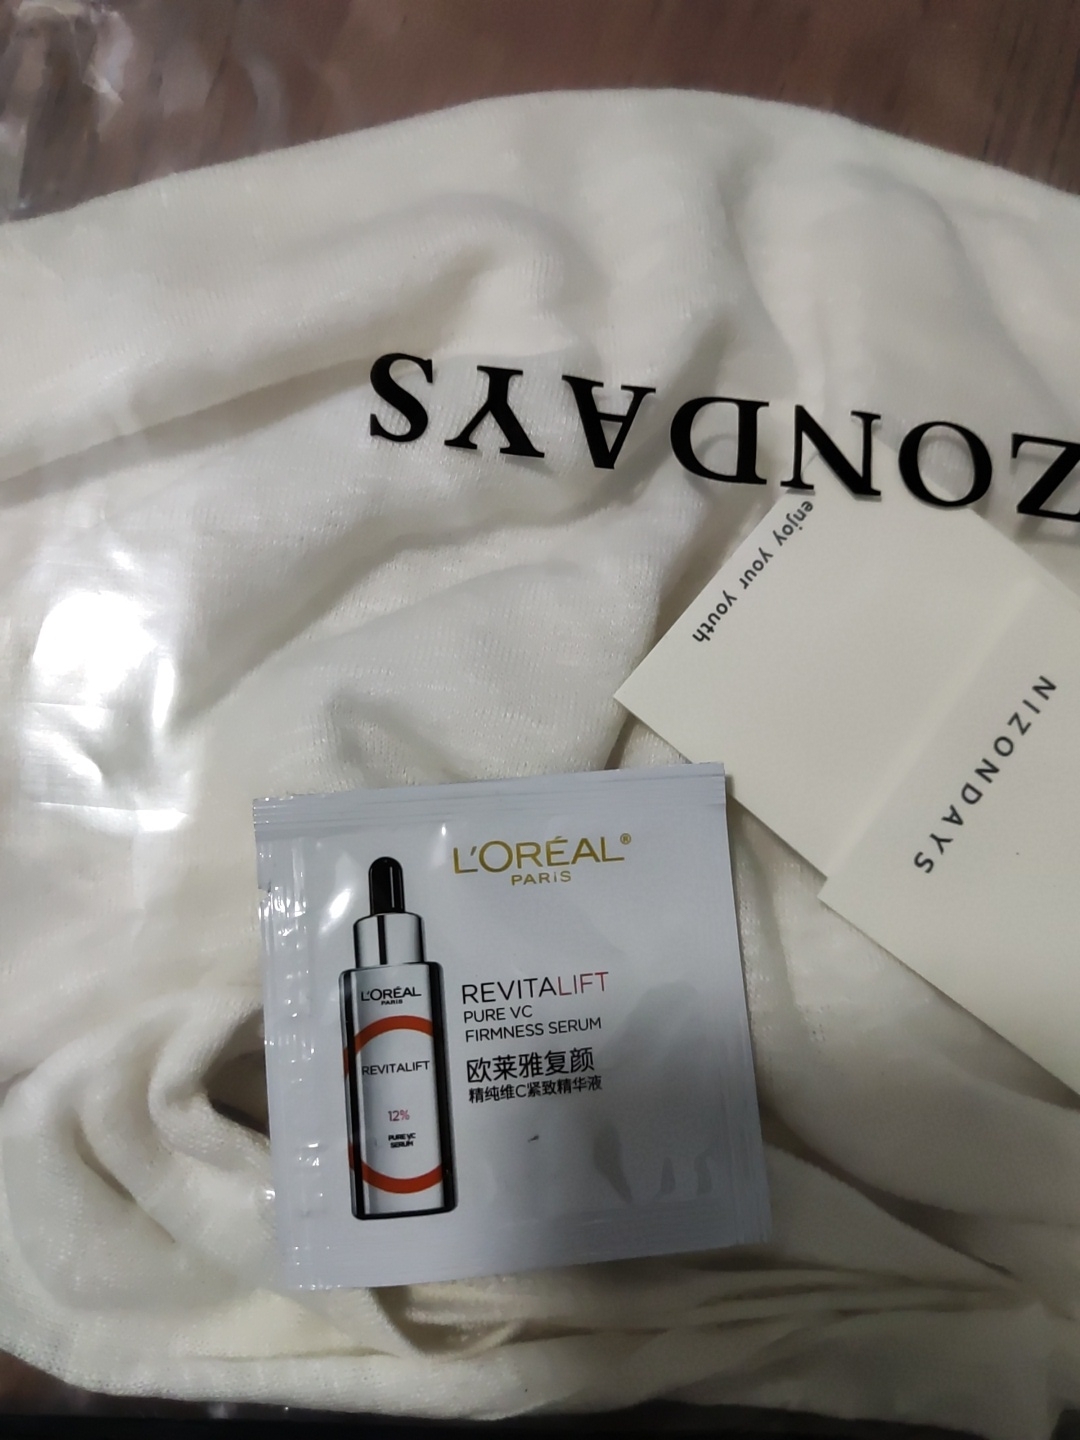 ZONDAYS
enjoy your youth
NIZONDAYS
L'ORÉAL®
PARIS
REVITALIFT
PURE VC
FIRMNESS SERUM
欧莱雅复颜
精纯维C紧致精华液
L'ORÉAL
PARIS
REVITALIFT
12%
PURE VC
SERUM